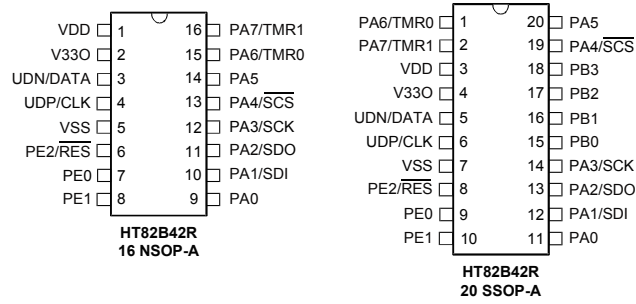 VDD 1 16 PA7/TMR1
V33O 2 15 PA6/TMR0
UDN/DATA 3 14 PA5
UDP/CLK 4 13 PA4/SCS
VSS 5 12 PA3/SCK
PE2/RES 6 11 PA2/SDO
PE0 7 10 PA1/SDI
PE1 8 9 PA0
HT82B42R
16 NSOP-A
PA6/TMR0 1 20 PA5
PA7/TMR1 2 19 PA4/SCS
VDD 3 18 PB3
V33O 4 17 PB2
UDN/DATA 5 16 PB1
UDP/CLK 6 15 PB0
VSS 7 14 PA3/SCK
PE2/RES 8 13 PA2/SDO
PE0 9 12 PA1/SDI
PE1 10 11 PA0
HT82B42R
20 SSOP-A